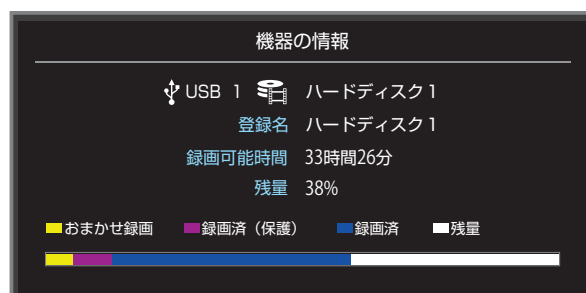 機器の情報
USB 1 ハードディスク1
登録名 ハードディスク1
録画可能時間 33時間26分
残量 38%
おまかせ録画 録画済（保護） 録画済 残量